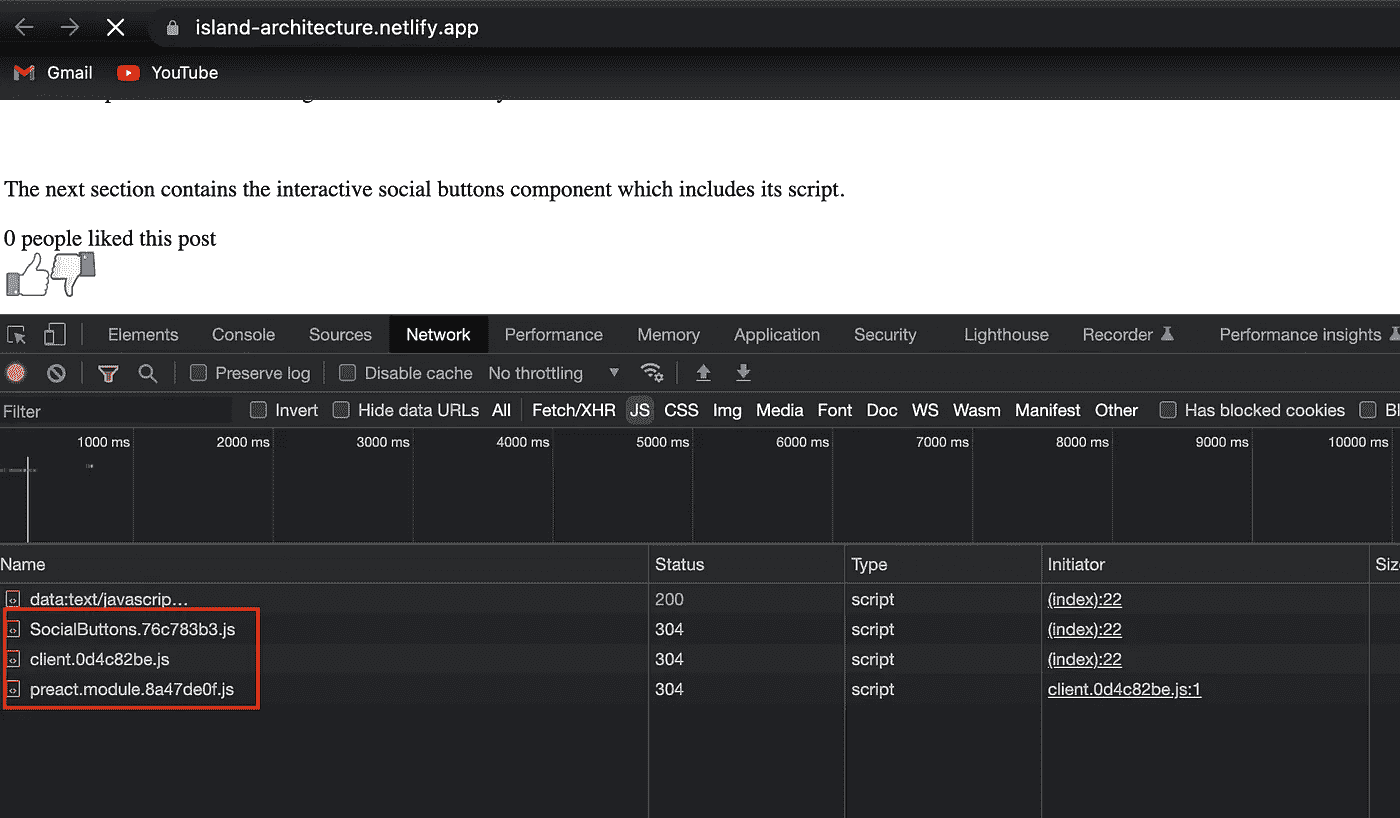 island-architecture.netlify.app
Gmail YouTube
The next section contains the interactive social buttons component which includes its script.
0 people liked this post
Elements Console Sources Network Performance Memory Application Security Lighthouse Recorder Performance insights
Preserve log Disable cache No throttling
Filter Invert Hide data URLs All Fetch/XHR JS CSS Img Media Font Doc WS Wasm Manifest Other Has blocked cookies Bl
1000 ms 2000 ms 3000 ms 4000 ms 5000 ms 6000 ms 7000 ms 8000 ms 9000 ms 10000 ms
Name Status Type Initiator Siz
data:text/javascrip… 200 script (index):22
SocialButtons.76c783b3.js 304 script (index):22
client.0d4c82be.js 304 script (index):22
preact.module.8a47de0f.js 304 script client.0d4c82be.js:1